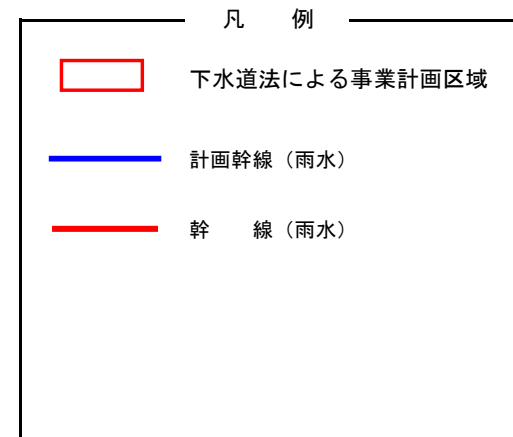 凡　例
下水道法による事業計画区域
計画幹線（雨水）
幹　線（雨水）